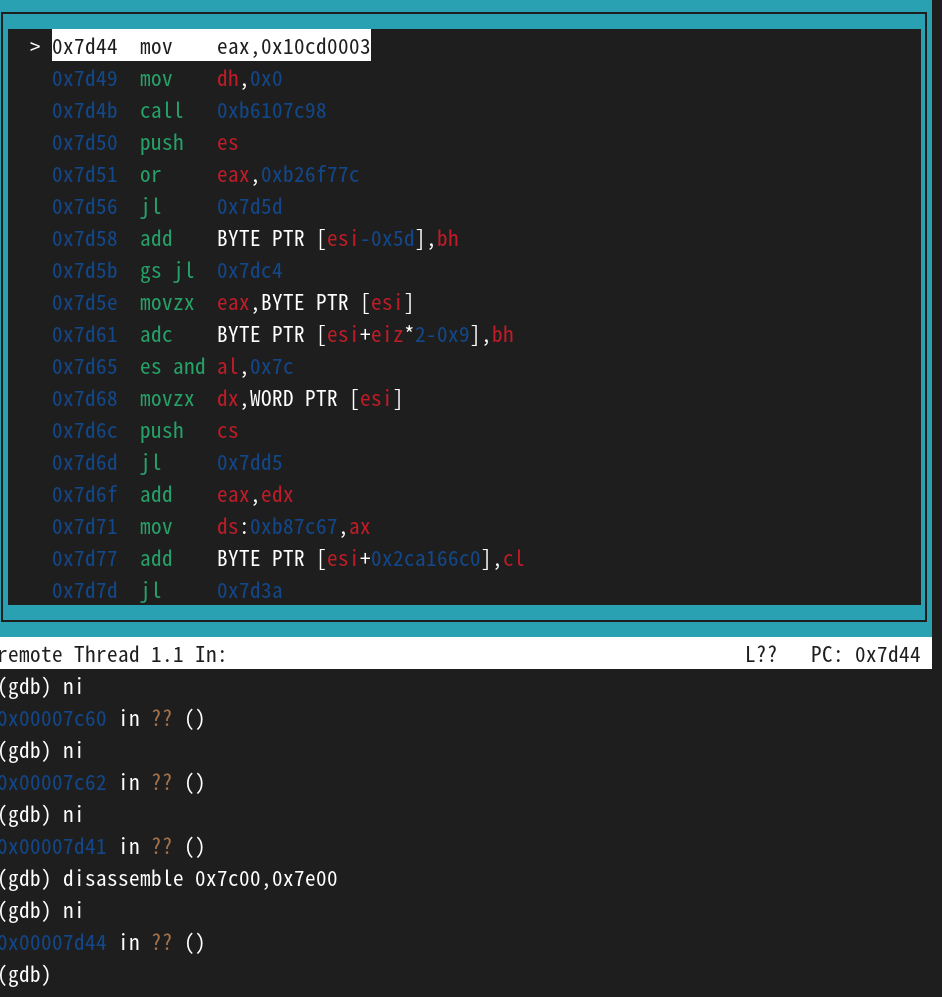 > 0x7d44 mov eax,0x10cd0003
0x7d49 mov dh,0x0
0x7d4b call 0xb6107c98
0x7d50 push es
0x7d51 or eax,0xb26f77c
0x7d56 jl 0x7d5d
0x7d58 add BYTE PTR [esi-0x5d],bh
0x7d5b gs jl 0x7dc4
0x7d5e movzx eax,BYTE PTR [esi]
0x7d61 adc BYTE PTR [esi+eiz*2-0x9],bh
0x7d65 es and al,0x7c
0x7d68 movzx dx,WORD PTR [esi]
0x7d6c push cs
0x7d6d jl 0x7dd5
0x7d6f add eax,edx
0x7d71 mov ds:0xb87c67,ax
0x7d77 add BYTE PTR [esi+0x2ca166c0],cl
0x7d7d jl 0x7d3a
remote Thread 1.1 In: L?? PC: 0x7d44
(gdb) ni
0x00007c60 in ?? ()
(gdb) ni
0x00007c62 in ?? ()
(gdb) ni
0x00007d41 in ?? ()
(gdb) disassemble 0x7c00,0x7e00
(gdb) ni
0x00007d44 in ?? ()
(gdb)